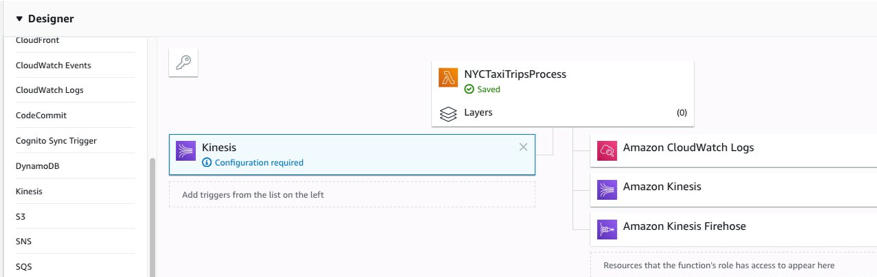 Designer
CloudFront
CloudWatch Events
CloudWatch Logs
CodeCommit
Cognito Sync Trigger
DynamoDB
Kinesis
S3
SNS
SQS
NYCTaxiTripsProcess
Saved
Layers (0)
Kinesis
Configuration required
Add triggers from the list on the left
Amazon CloudWatch Logs
Amazon Kinesis
Amazon Kinesis Firehose
Resources that the function's role has access to appear here